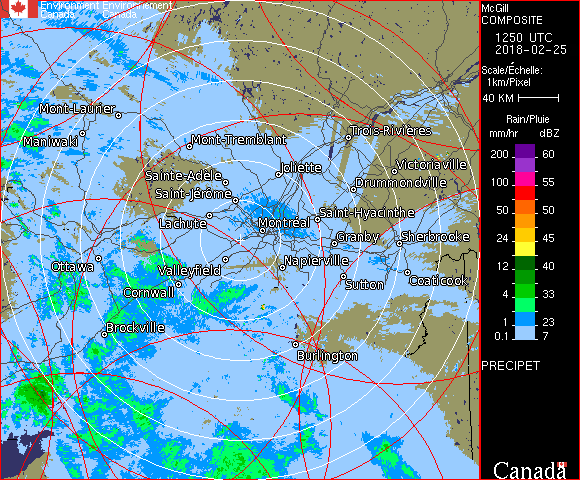 Environment Environnement
Canada Canada
McGill
COMPOSITE
1250 UTC
2018-02-25
Scale/Échelle:
1km/Pixel
40 KM
Rain/Pluie
mm/hr dBZ
200 60
100 55
50 50
24 45
12 40
4 33
1 23
0.1 7
PRECIPET
Canada
Mont-Laurier
Maniwaki
Mont-Tremblant
Trois-Rivières
Joliette
Victoriaville
Sainte-Adèle
Drummondville
Saint-Jérôme
Saint-Hyacinthe
Lachute
Montréal
Granby
Sherbrooke
Ottawa
Valleyfield
Napierville
Cornwall
Sutton
Coaticook
Brockville
Burlington